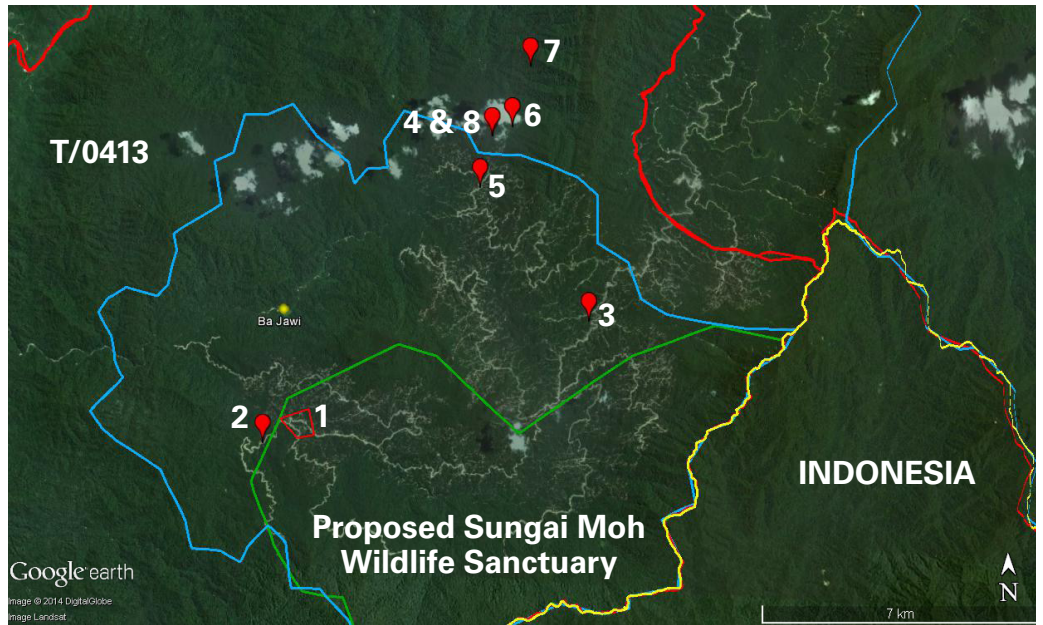 7
6
4 & 8
T/0413
5
Ba Jawi
3
2
1
INDONESIA
Proposed Sungai Moh
Wildlife Sanctuary
Google earth
Image © 2014 DigitalGlobe
Image Landsat
N
7 km